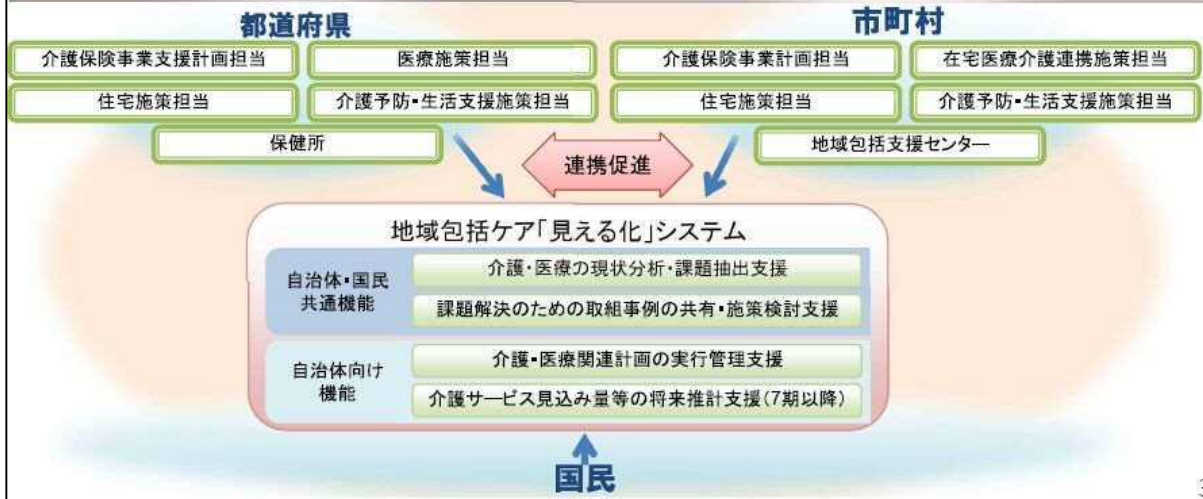 都道府県
市町村
介護保険事業支援計画担当
医療施策担当
介護保険事業計画担当
在宅医療介護連携施策担当
住宅施策担当
介護予防・生活支援施策担当
住宅施策担当
介護予防・生活支援施策担当
保健所
地域包括支援センター
連携促進
地域包括ケア「見える化」システム
自治体・国民
共通機能
介護・医療の現状分析・課題抽出支援
課題解決のための取組事例の共有・施策検討支援
自治体向け
機能
介護・医療関連計画の実行管理支援
介護サービス見込み量等の将来推計支援(7期以降)
国民